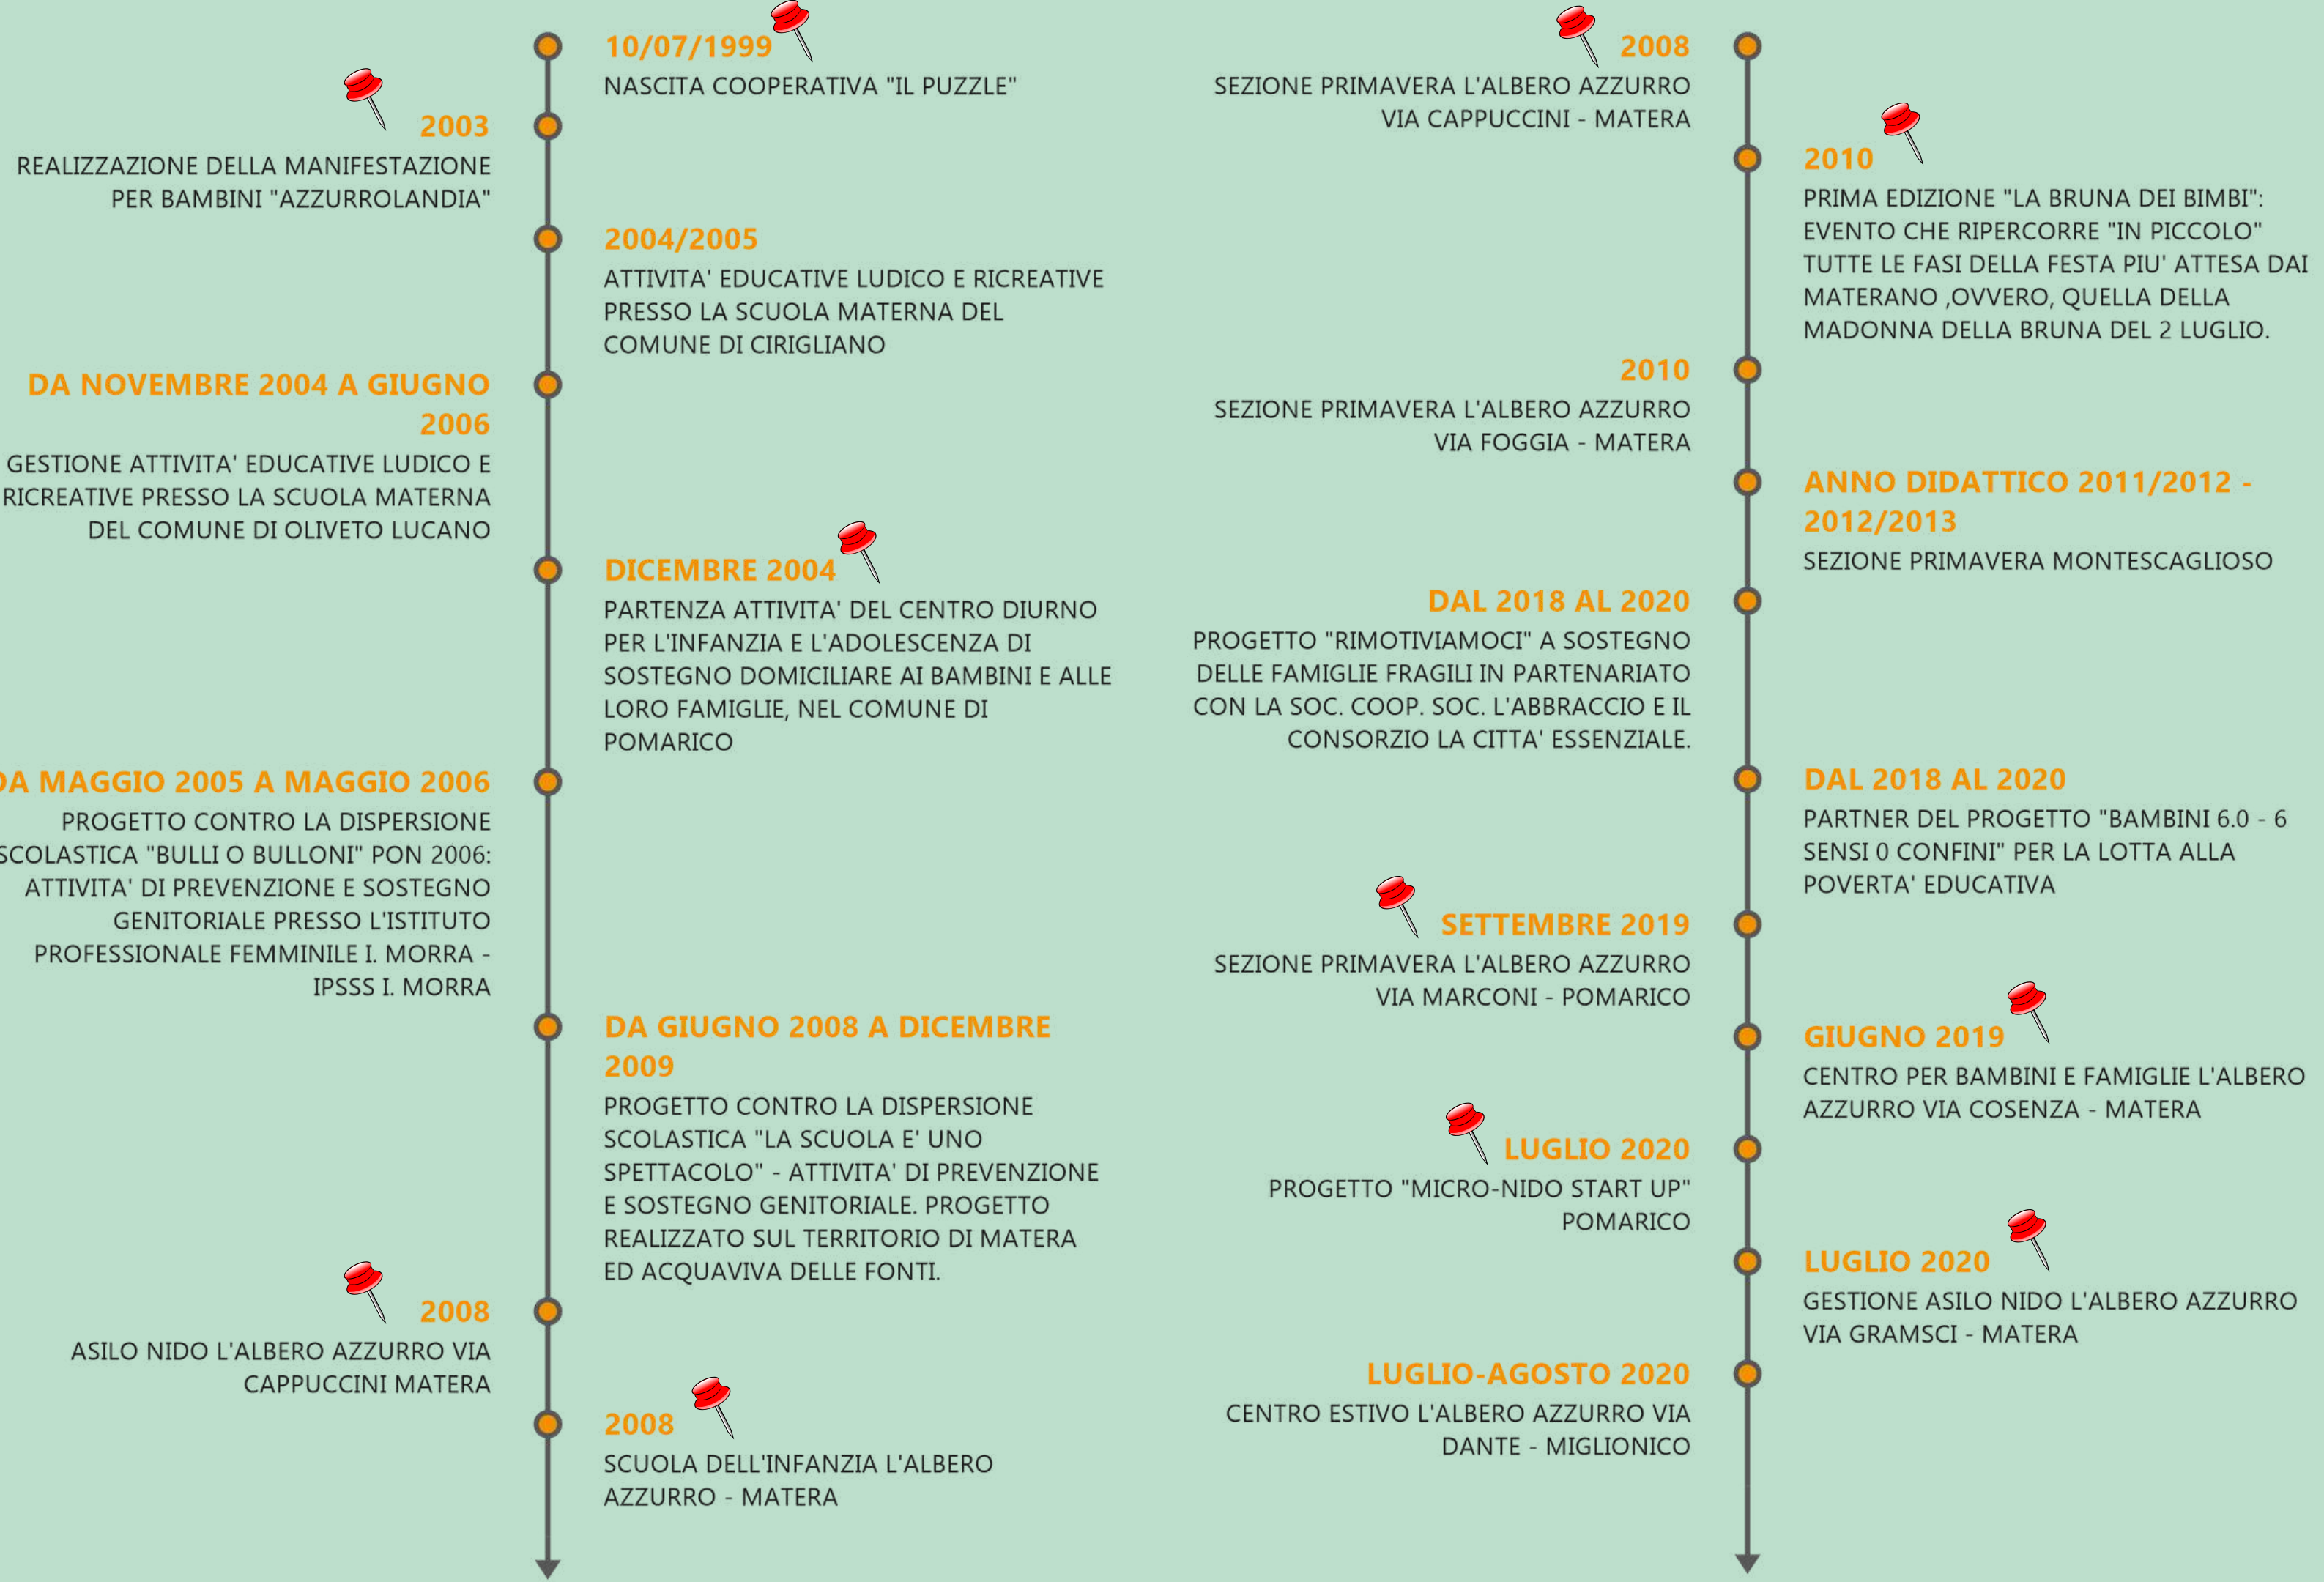 10/07/1999
NASCITA COOPERATIVA "IL PUZZLE"
2003
REALIZZAZIONE DELLA MANIFESTAZIONE
PER BAMBINI "AZZURROLANDIA"
2004/2005
ATTIVITA' EDUCATIVE LUDICO E RICREATIVE
PRESSO LA SCUOLA MATERNA DEL
COMUNE DI CIRIGLIANO
DA NOVEMBRE 2004 A GIUGNO
2006
GESTIONE ATTIVITA' EDUCATIVE LUDICO E
RICREATIVE PRESSO LA SCUOLA MATERNA
DEL COMUNE DI OLIVETO LUCANO
DICEMBRE 2004
PARTENZA ATTIVITA' DEL CENTRO DIURNO
PER L'INFANZIA E L'ADOLESCENZA DI
SOSTEGNO DOMICILIARE AI BAMBINI E ALLE
LORO FAMIGLIE, NEL COMUNE DI
POMARICO
DA MAGGIO 2005 A MAGGIO 2006
PROGETTO CONTRO LA DISPERSIONE
SCOLASTICA "BULLI O BULLONI" PON 2006:
ATTIVITA' DI PREVENZIONE E SOSTEGNO
GENITORIALE PRESSO L'ISTITUTO
PROFESSIONALE FEMMINILE I. MORRA -
IPSSS I. MORRA
DA GIUGNO 2008 A DICEMBRE
2009
PROGETTO CONTRO LA DISPERSIONE
SCOLASTICA "LA SCUOLA E' UNO
SPETTACOLO" - ATTIVITA' DI PREVENZIONE
E SOSTEGNO GENITORIALE. PROGETTO
REALIZZATO SUL TERRITORIO DI MATERA
ED ACQUAVIVA DELLE FONTI.
2008
ASILO NIDO L'ALBERO AZZURRO VIA
CAPPUCCINI MATERA
2008
SCUOLA DELL'INFANZIA L'ALBERO
AZZURRO - MATERA
2008
SEZIONE PRIMAVERA L'ALBERO AZZURRO
VIA CAPPUCCINI - MATERA
2010
PRIMA EDIZIONE "LA BRUNA DEI BIMBI":
EVENTO CHE RIPERCORRE "IN PICCOLO"
TUTTE LE FASI DELLA FESTA PIU' ATTESA DAI
MATERANO ,OVVERO, QUELLA DELLA
MADONNA DELLA BRUNA DEL 2 LUGLIO.
2010
SEZIONE PRIMAVERA L'ALBERO AZZURRO
VIA FOGGIA - MATERA
ANNO DIDATTICO 2011/2012 -
2012/2013
SEZIONE PRIMAVERA MONTESCAGLIOSO
DAL 2018 AL 2020
PROGETTO "RIMOTIVIAMOCI" A SOSTEGNO
DELLE FAMIGLIE FRAGILI IN PARTENARIATO
CON LA SOC. COOP. SOC. L'ABBRACCIO E IL
CONSORZIO LA CITTA' ESSENZIALE.
DAL 2018 AL 2020
PARTNER DEL PROGETTO "BAMBINI 6.0 - 6
SENSI 0 CONFINI" PER LA LOTTA ALLA
POVERTA' EDUCATIVA
SETTEMBRE 2019
SEZIONE PRIMAVERA L'ALBERO AZZURRO
VIA MARCONI - POMARICO
GIUGNO 2019
CENTRO PER BAMBINI E FAMIGLIE L'ALBERO
AZZURRO VIA COSENZA - MATERA
LUGLIO 2020
PROGETTO "MICRO-NIDO START UP"
POMARICO
LUGLIO 2020
GESTIONE ASILO NIDO L'ALBERO AZZURRO
VIA GRAMSCI - MATERA
LUGLIO-AGOSTO 2020
CENTRO ESTIVO L'ALBERO AZZURRO VIA
DANTE - MIGLIONICO